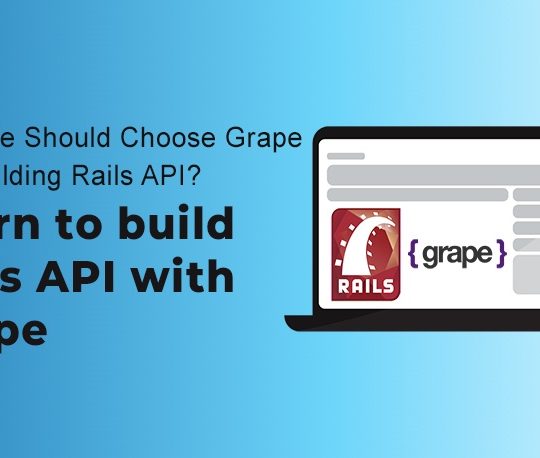 e Should Choose Grape
lding Rails API?
rn to build
s API with
pe
RAILS
{grape}